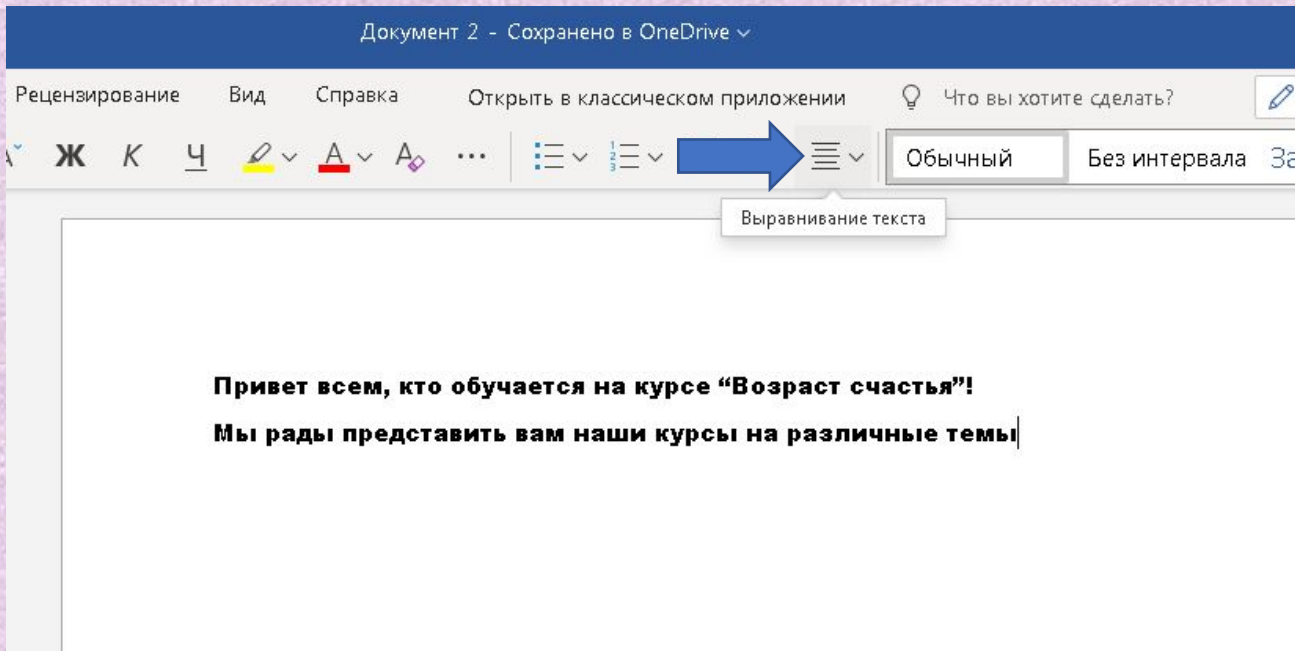 Документ 2 - Сохранено в OneDrive
Рецензирование Вид Справка Открыть в классическом приложении Что вы хотите сделать?
Ж К Ч А А Обычный Без интервала За
Выравнивание текста
Привет всем, кто обучается на курсе “Возраст счастья”!
Мы рады представить вам наши курсы на различные темы